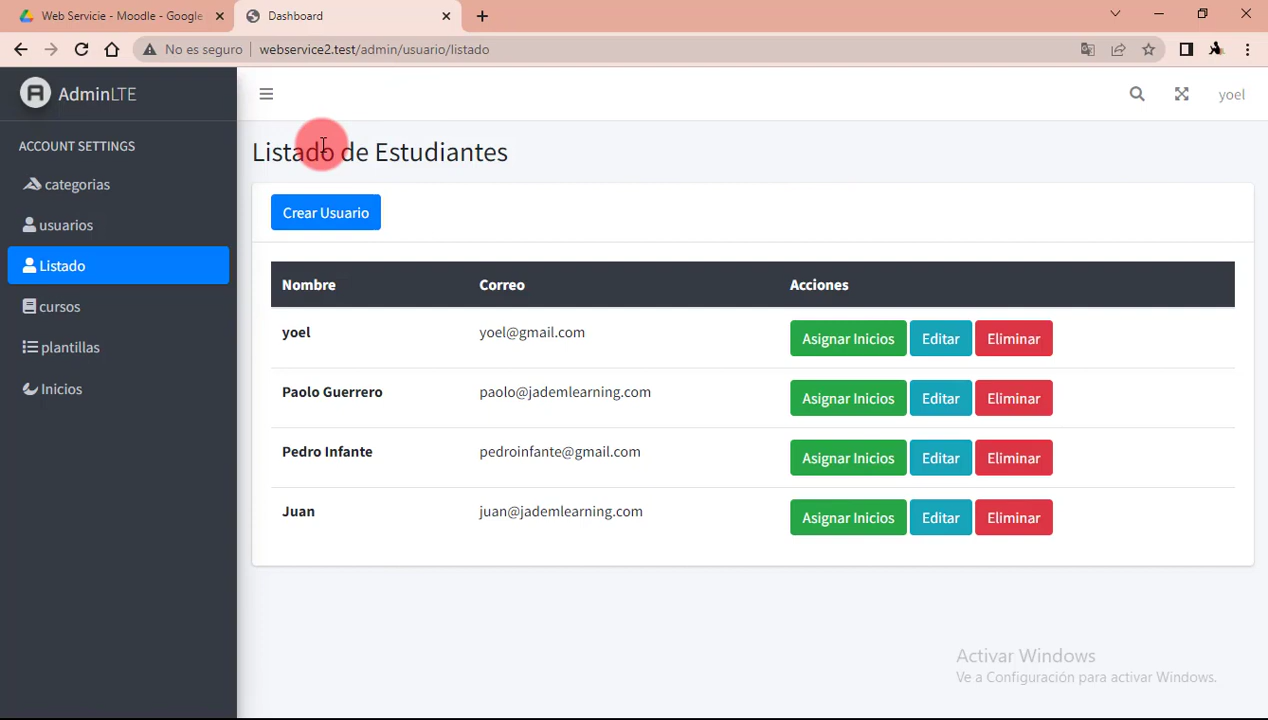 Web Servicie - Moodle - Google
Dashboard
No es seguro
webservice2.test/admin/usuario/listado
AdminLTE
yoel
ACCOUNT SETTINGS
categorias
usuarios
Listado
cursos
plantillas
Inicios
Listado de Estudiantes
Crear Usuario
Nombre Correo Acciones
yoel yoel@gmail.com Asignar Inicios Editar Eliminar
Paolo Guerrero paolo@jademlearning.com Asignar Inicios Editar Eliminar
Pedro Infante pedroinfante@gmail.com Asignar Inicios Editar Eliminar
Juan juan@jademlearning.com Asignar Inicios Editar Eliminar
Activar Windows
Ve a Configuración para activar Windows.